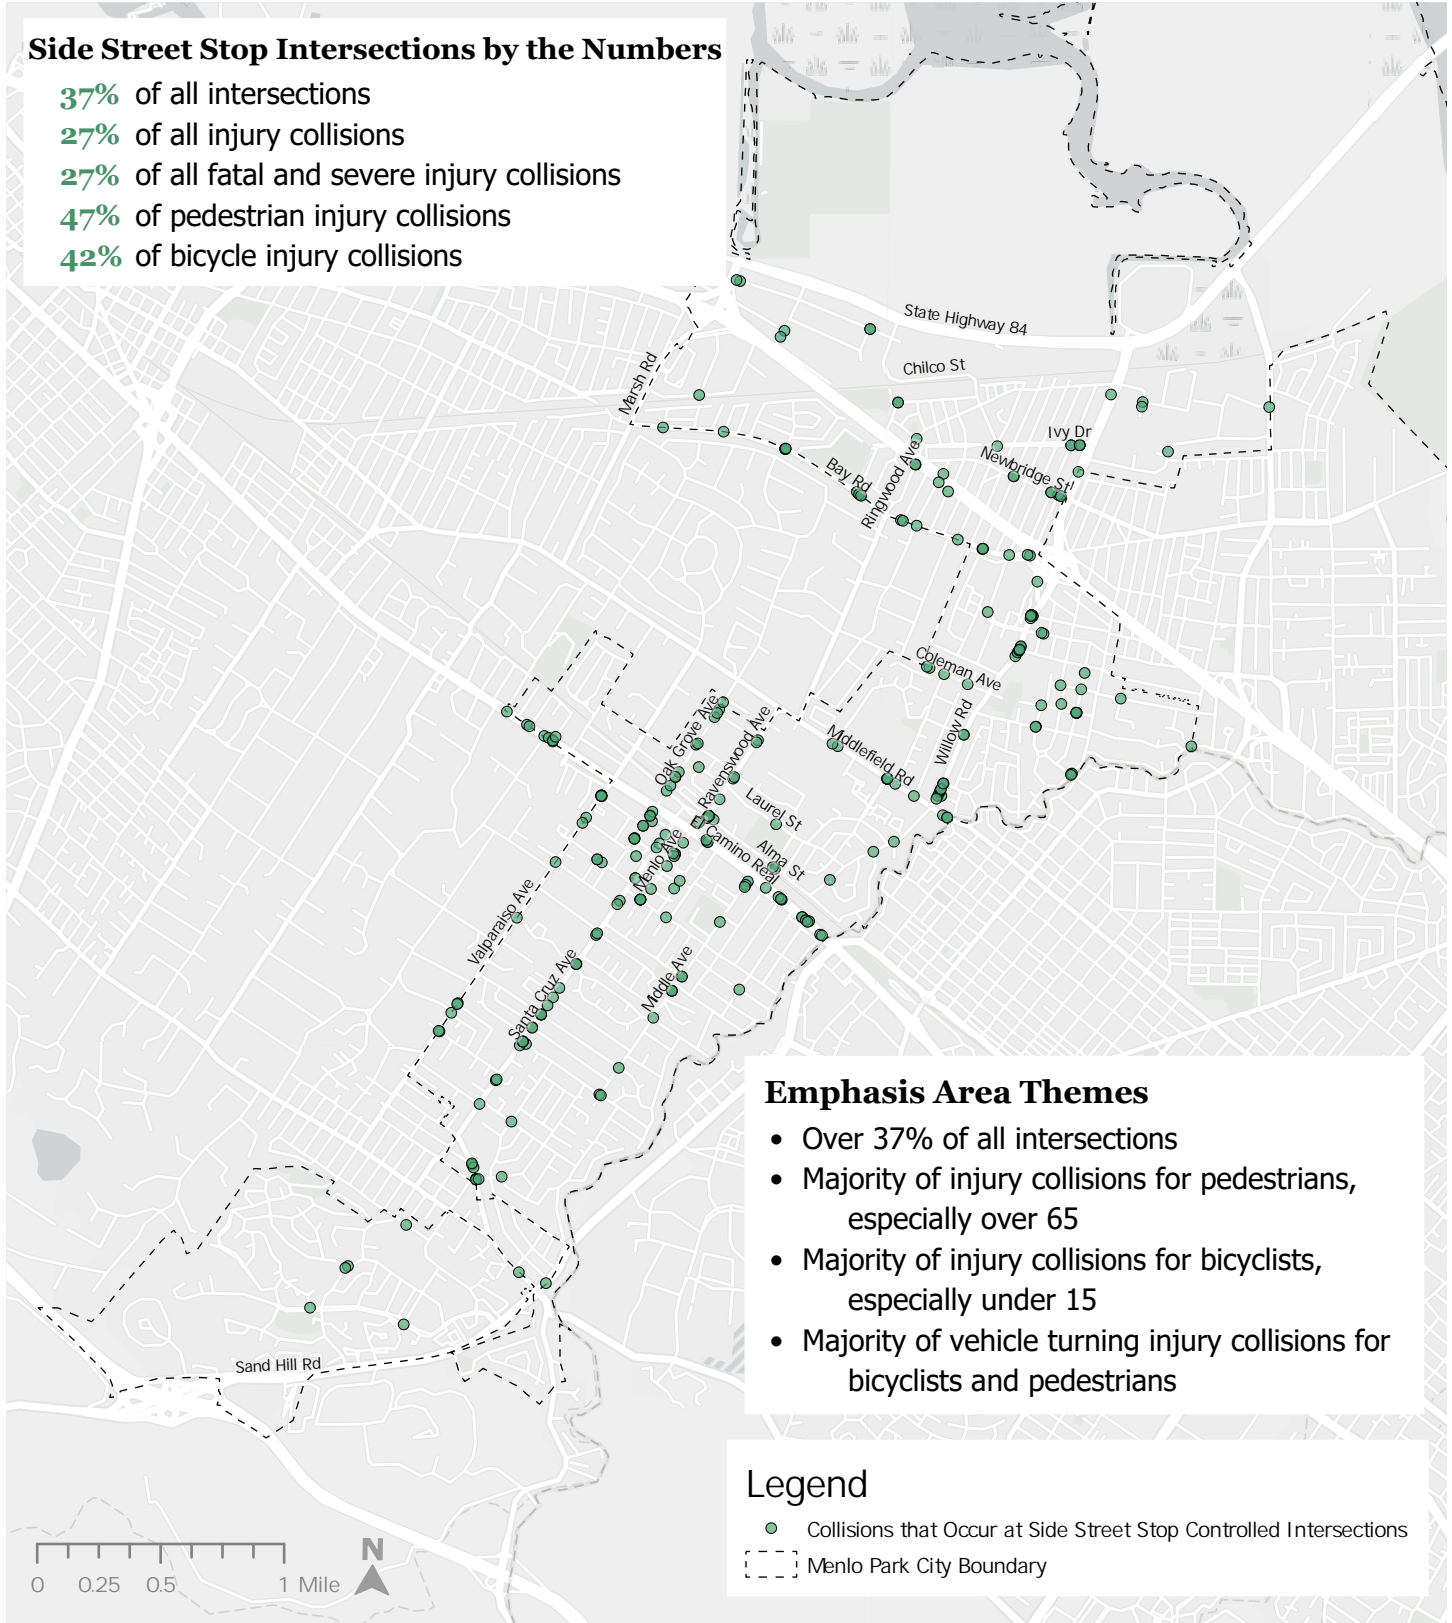 Side Street Stop Intersections by the Numbers
37% of all intersections
27% of all injury collisions
27% of all fatal and severe injury collisions
47% of pedestrian injury collisions
42% of bicycle injury collisions
State Highway 84
Chilco St
Marsh Rd
Ivy Dr
Newbridge St
Bay Rd
Ringwood Ave
Coleman Ave
Willow Rd
Middlefield Rd
Oak Grove Ave
Ravenswood Ave
Laurel St
El Camino Real
Alma St
Menlo Ave
Valparaiso Ave
Santa Cruz Ave
Middle Ave
Sand Hill Rd
Emphasis Area Themes
• Over 37% of all intersections
• Majority of injury collisions for pedestrians,
especially over 65
• Majority of injury collisions for bicyclists,
especially under 15
• Majority of vehicle turning injury collisions for
bicyclists and pedestrians
Legend
Collisions that Occur at Side Street Stop Controlled Intersections
Menlo Park City Boundary
N
0 0.25 0.5 1 Mile